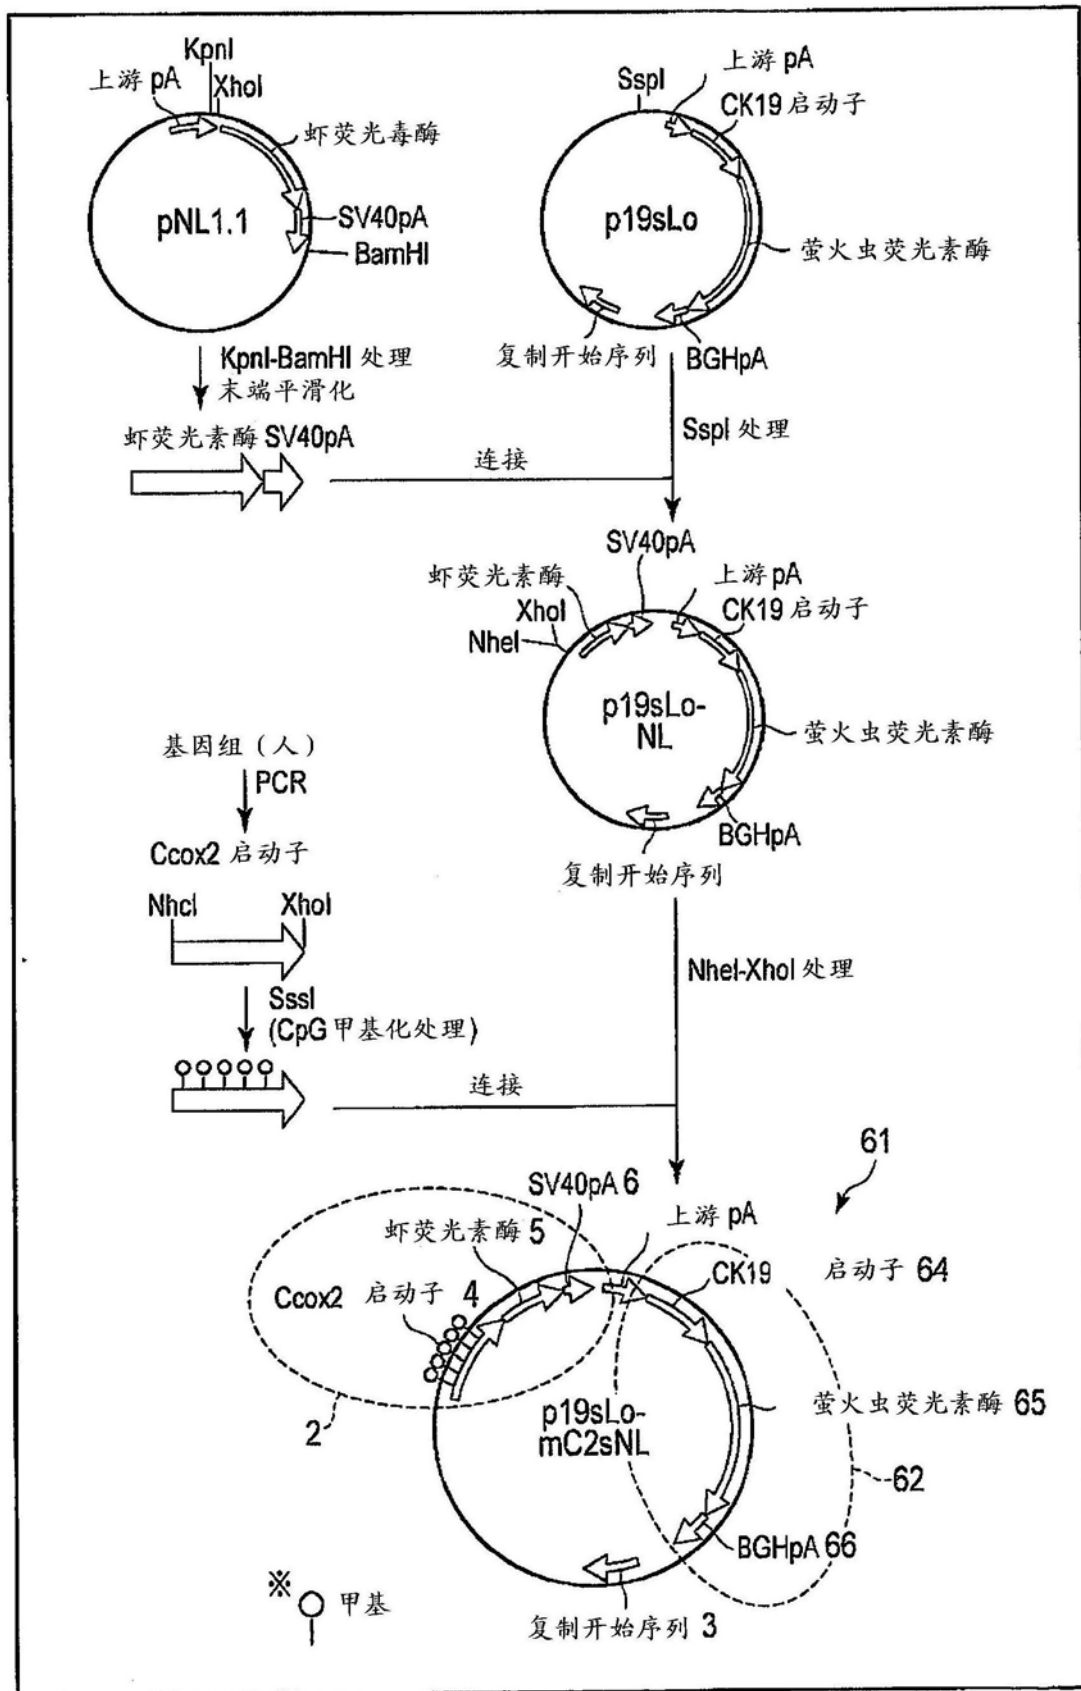 KpnI
上游 pA
XhoI
虾荧光毒酶
pNL1.1
SV40pA
BamHI
KpnI-BamHI 处理
末端平滑化
虾荧光素酶 SV40pA
SspI
上游 pA
CK19 启动子
p19sLo
萤火虫荧光素酶
复制开始序列
BGHpA
SspI 处理
连接
SV40pA
虾荧光素酶
上游 pA
XhoI
CK19 启动子
NheI
p19sLo-
NL
萤火虫荧光素酶
BGHpA
复制开始序列
基因组(人)
PCR
Ccox2 启动子
NhcI
XhoI
SssI
(CpG 甲基化处理)
NheI-XhoI 处理
连接
61
SV40pA 6
上游 pA
虾荧光素酶 5
CK19
启动子 64
Ccox2 启动子 4
2
p19sLo-
mC2sNL
萤火虫荧光素酶 65
62
BGHpA 66
※
甲基
复制开始序列 3